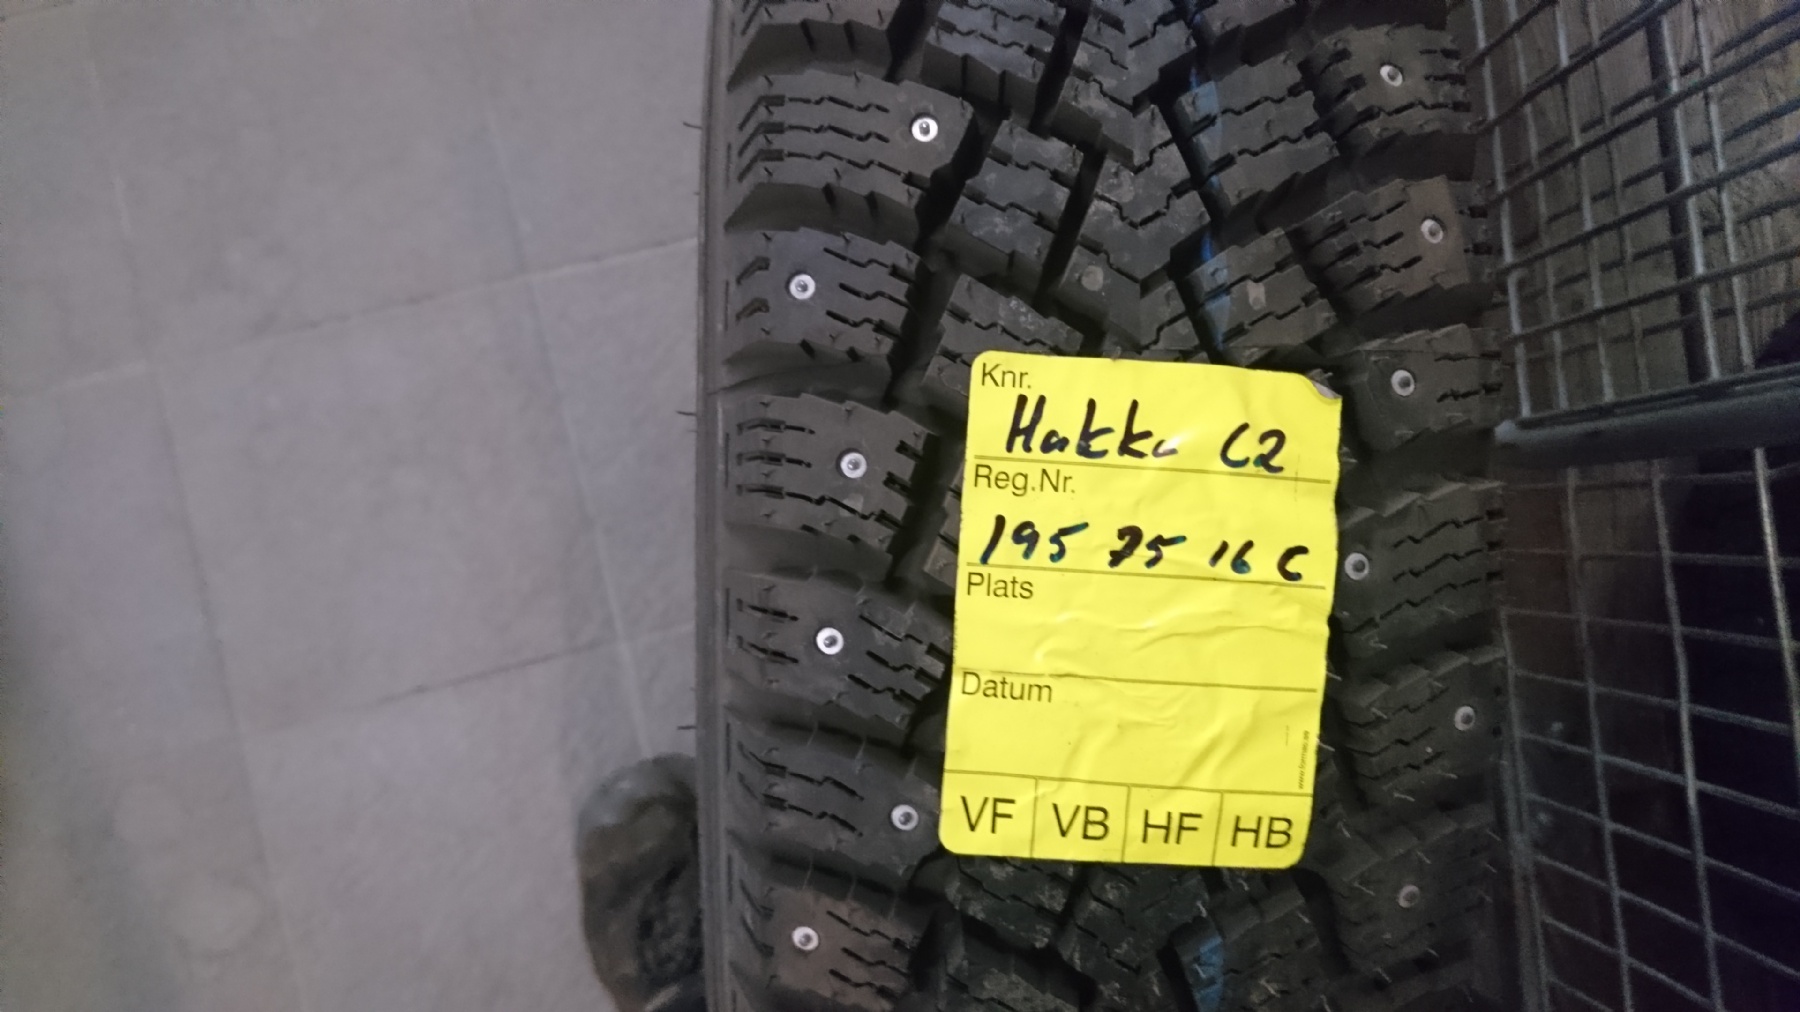 Knr.
Hakka C2
Reg.Nr.
195 75 16 C
Plats
Datum
VF VB HF HB